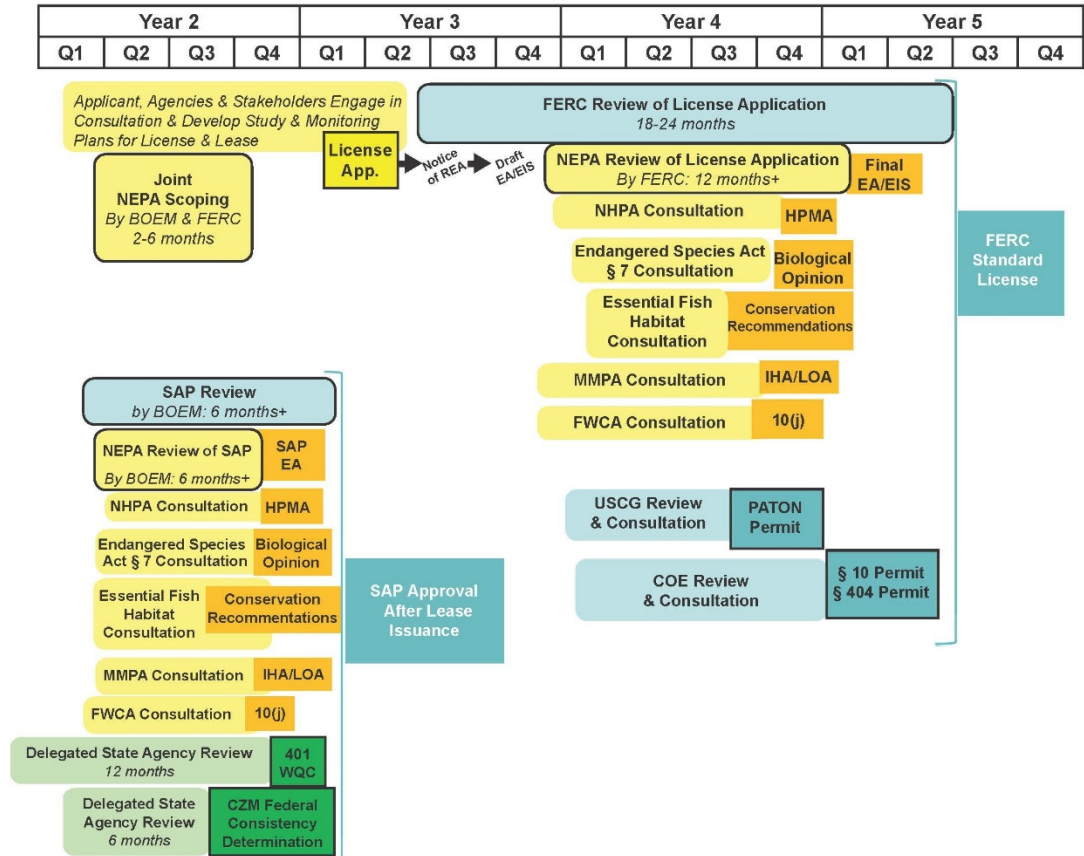 Year 2 Year 3 Year 4 Year 5
Q1 Q2 Q3 Q4 Q1 Q2 Q3 Q4 Q1 Q2 Q3 Q4 Q1 Q2 Q3 Q4
Applicant, Agencies & Stakeholders Engage in
Consultation & Develop Study & Monitoring
Plans for License & Lease
Joint
NEPA Scoping
By BOEM & FERC
2-6 months
License
App.
Notice
of REA
Draft
EA/EIS
FERC Review of License Application
18-24 months
NEPA Review of License Application
By FERC: 12 months+
Final
EA/EIS
NHPA Consultation
HPMA
Endangered Species Act
§ 7 Consultation
Biological
Opinion
Essential Fish
Habitat
Consultation
Conservation
Recommendations
MMPA Consultation
IHA/LOA
FWCA Consultation
10(j)
USCG Review
& Consultation
PATON
Permit
COE Review
& Consultation
§ 10 Permit
§ 404 Permit
FERC
Standard
License
SAP Review
by BOEM: 6 months+
NEPA Review of SAP
By BOEM: 6 months+
SAP
EA
NHPA Consultation
HPMA
Endangered Species
Act § 7 Consultation
Biological
Opinion
Essential Fish
Habitat
Consultation
Conservation
Recommentations
MMPA Consultation
IHA/LOA
FWCA Consultation
10(j)
Delegated State Agency Review
12 months
401
WQC
Delegated State
Agency Review
6 months
CZM Federal
Consistency
Determination
SAP Approval
After Lease
Issuance